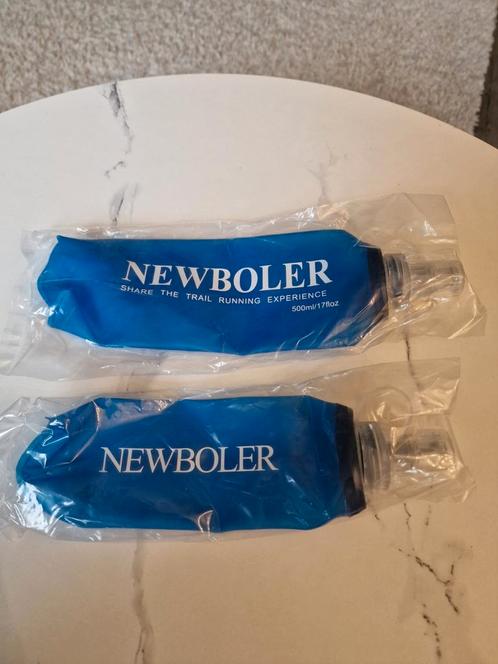 NEWBOLER
SHARE THE TRAIL RUNNING EXPERIENCE
500ml/17floz
NEWBOLER